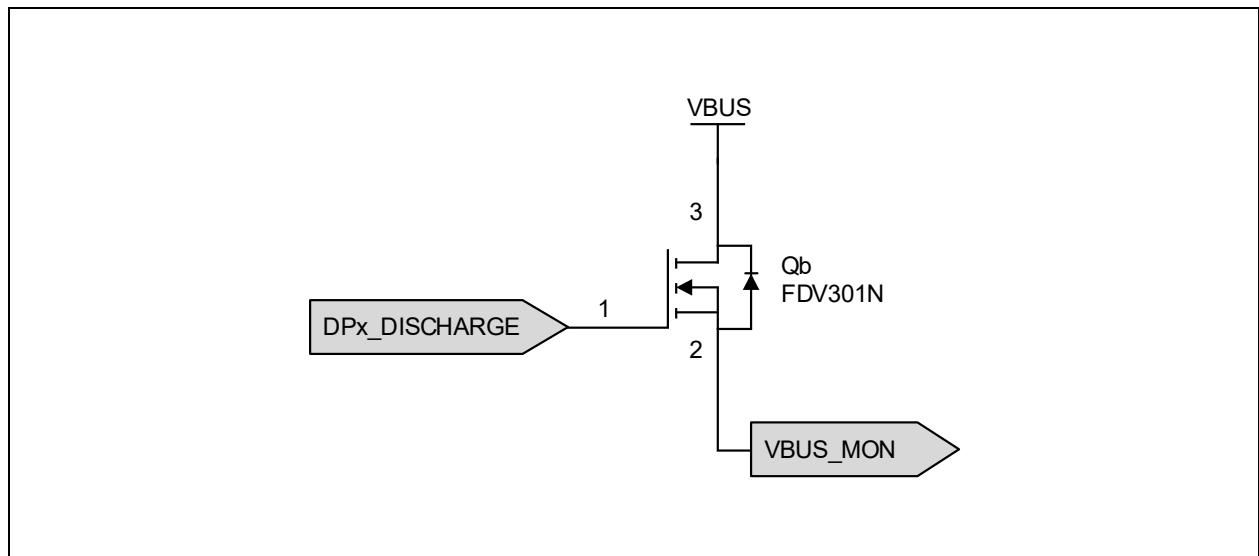 VBUS
3
Qb
FDV301N
1
DPx_DISCHARGE
2
VBUS_MON